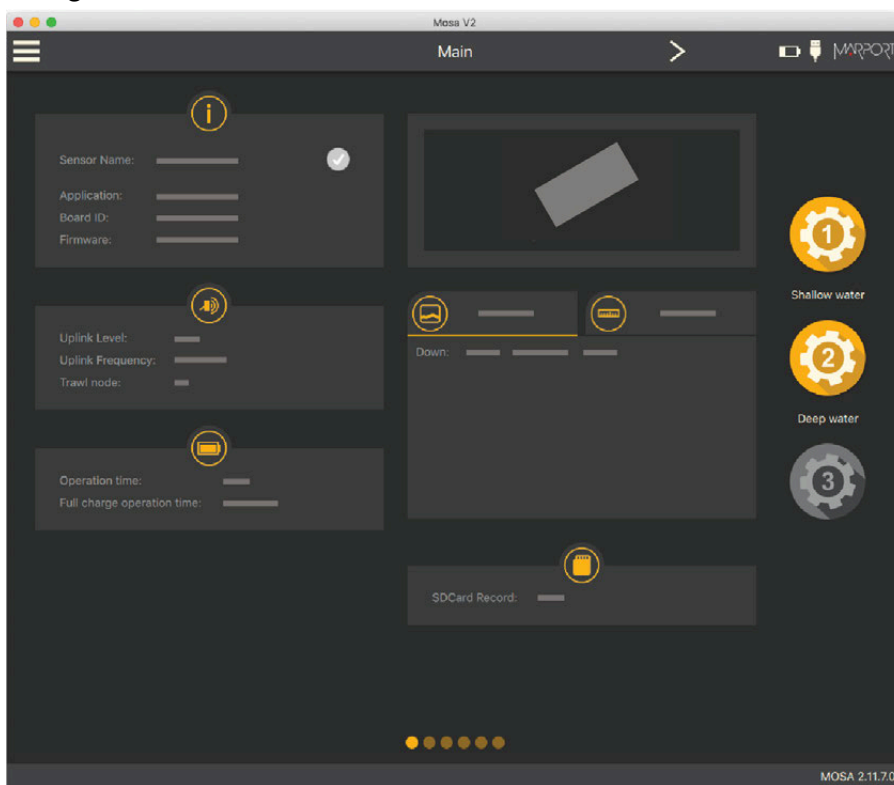 Mosa V2
Main
MARPORT
Sensor Name:
Application:
Board ID:
Firmware:
Uplink Level:
Uplink Frequency:
Trawl node:
Operation time:
Full charge operation time:
Down:
SDCard Record:
1
Shallow water
2
Deep water
3
MOSA 2.11.7.0